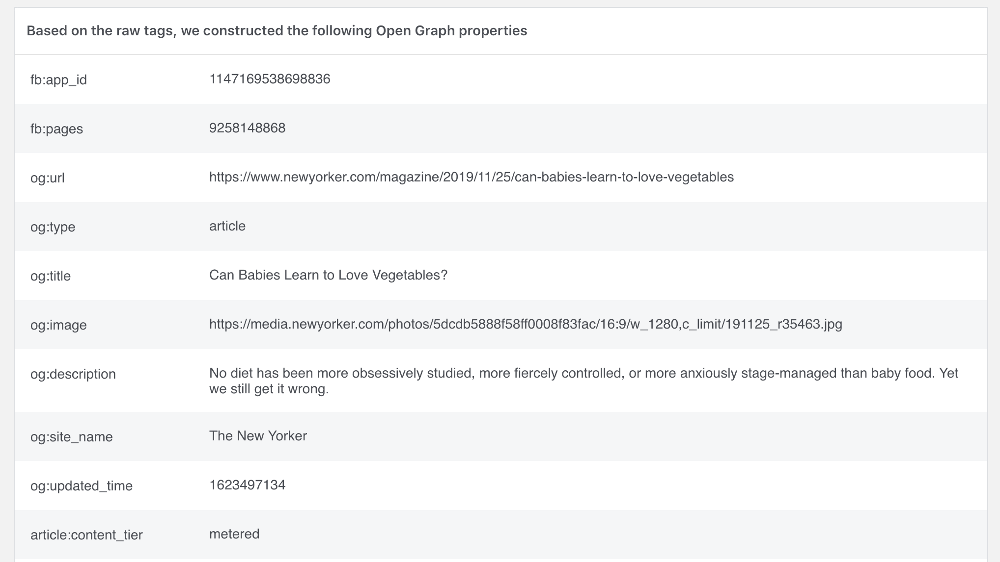 Based on the raw tags, we constructed the following Open Graph properties
fb:app_id 1147169538698836
fb:pages 9258148868
og:url https://www.newyorker.com/magazine/2019/11/25/can-babies-learn-to-love-vegetables
og:type article
og:title Can Babies Learn to Love Vegetables?
og:image https://media.newyorker.com/photos/5dcdb5888f58ff0008f83fac/16:9/w_1280,c_limit/191125_r35463.jpg
og:description No diet has been more obsessively studied, more fiercely controlled, or more anxiously stage-managed than baby food. Yet
we still get it wrong.
og:site_name The New Yorker
og:updated_time 1623497134
article:content_tier metered